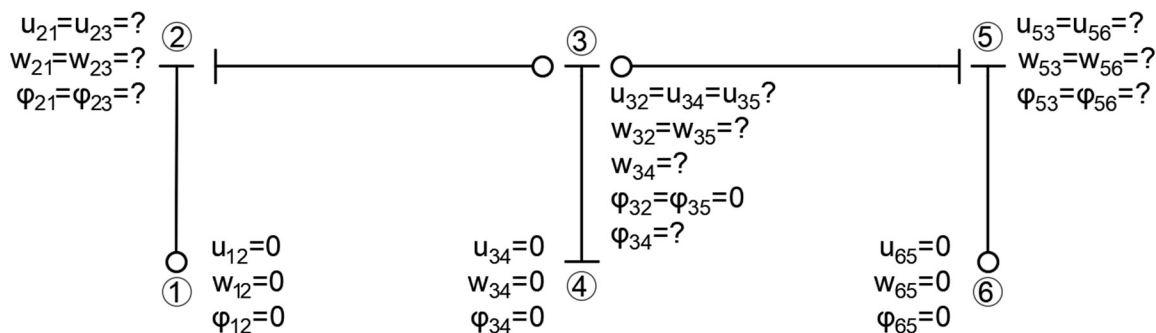 u₂₁=u₂₃=?
w₂₁=w₂₃=?
φ₂₁=φ₂₃=?
②
③
⑤
u₅₃=u₅₆=?
w₅₃=w₅₆=?
φ₅₃=φ₅₆=?
u₃₂=u₃₄=u₃₅?
w₃₂=w₃₅=?
w₃₄=?
φ₃₂=φ₃₅=0
φ₃₄=?
①
u₁₂=0
w₁₂=0
φ₁₂=0
u₃₄=0
w₃₄=0
φ₃₄=0
④
u₆₅=0
w₆₅=0
φ₆₅=0
⑥